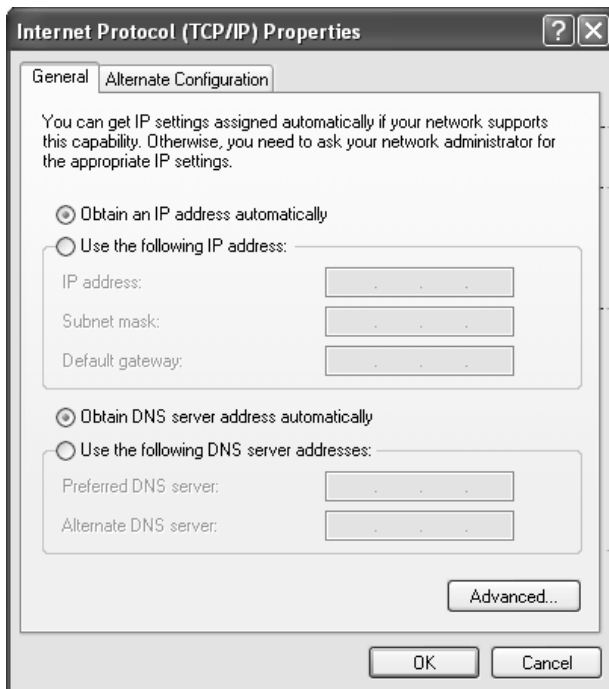 Internet Protocol (TCP/IP) Properties
General
Alternate Configuration
You can get IP settings assigned automatically if your network supports
this capability. Otherwise, you need to ask your network administrator for
the appropriate IP settings.
Obtain an IP address automatically
Use the following IP address:
IP address:
Subnet mask:
Default gateway:
Obtain DNS server address automatically
Use the following DNS server addresses:
Preferred DNS server:
Alternate DNS server:
Advanced...
OK
Cancel